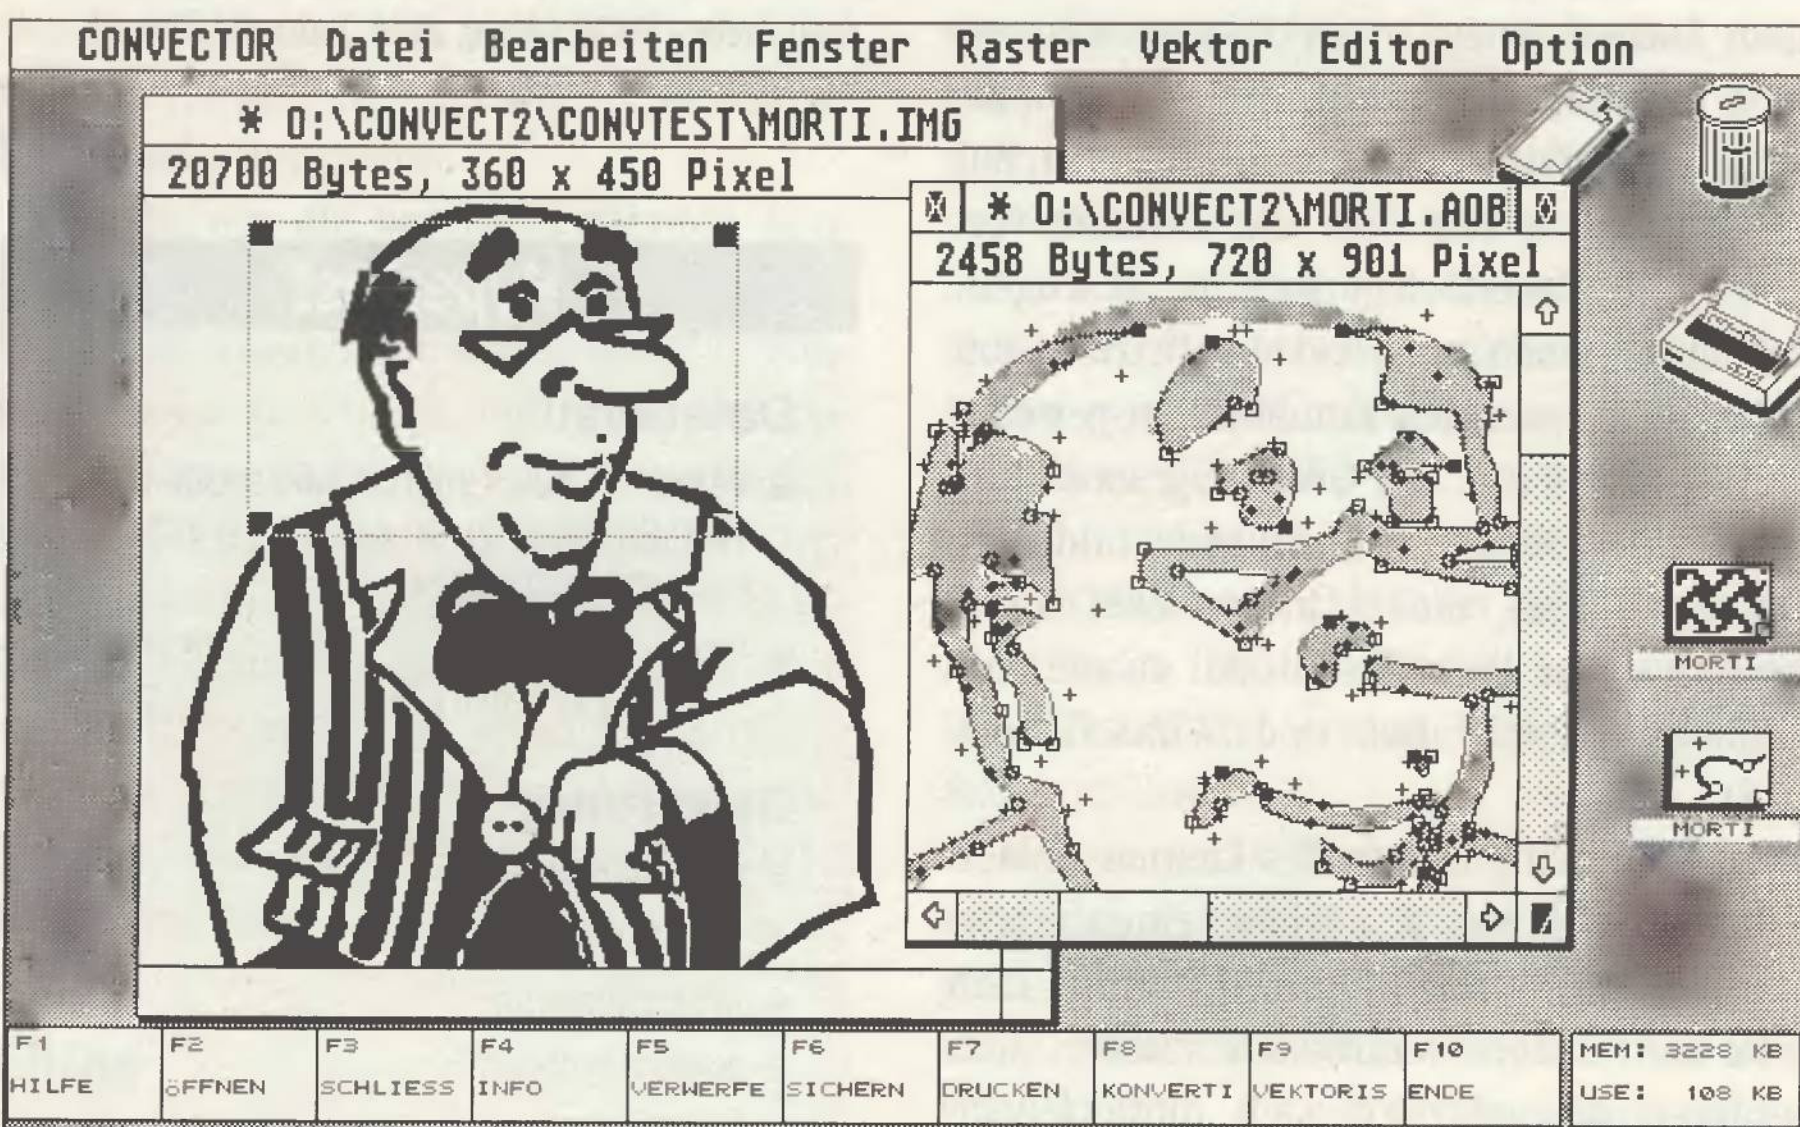 CONVECTOR Datei Bearbeiten Fenster Raster Vektor Editor Option
* O:\CONVECT2\CONVTEST\MORTI.IMG
20700 Bytes, 360 x 450 Pixel
* O:\CONVECT2\MORTI.AOB
2458 Bytes, 720 x 901 Pixel
MORTI
MORTI
F1 F2 F3 F4 F5 F6 F7 F8 F9 F10
HILFE ÖFFNEN SCHLIESS INFO VERWERFE SICHERN DRUCKEN KONVERTI VEKTORIS ENDE
MEM: 3228 KB
USE: 108 KB